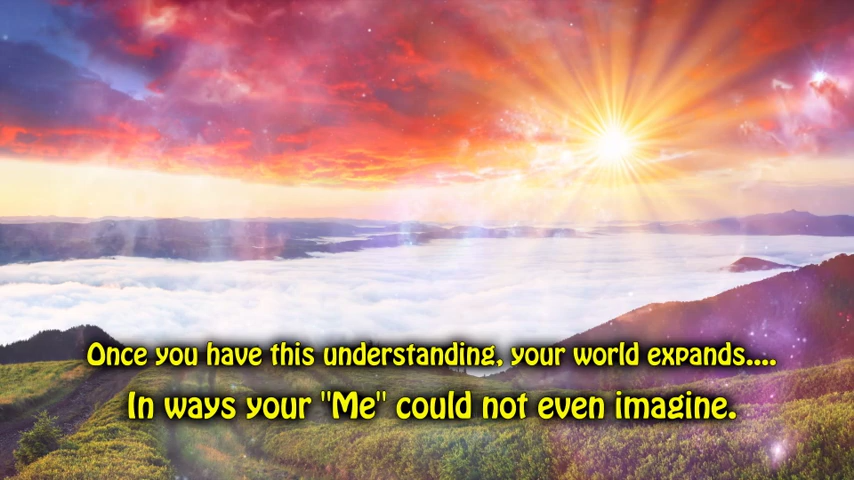 Once you have this understanding, your world expands....
In ways your "Me" could not even imagine.